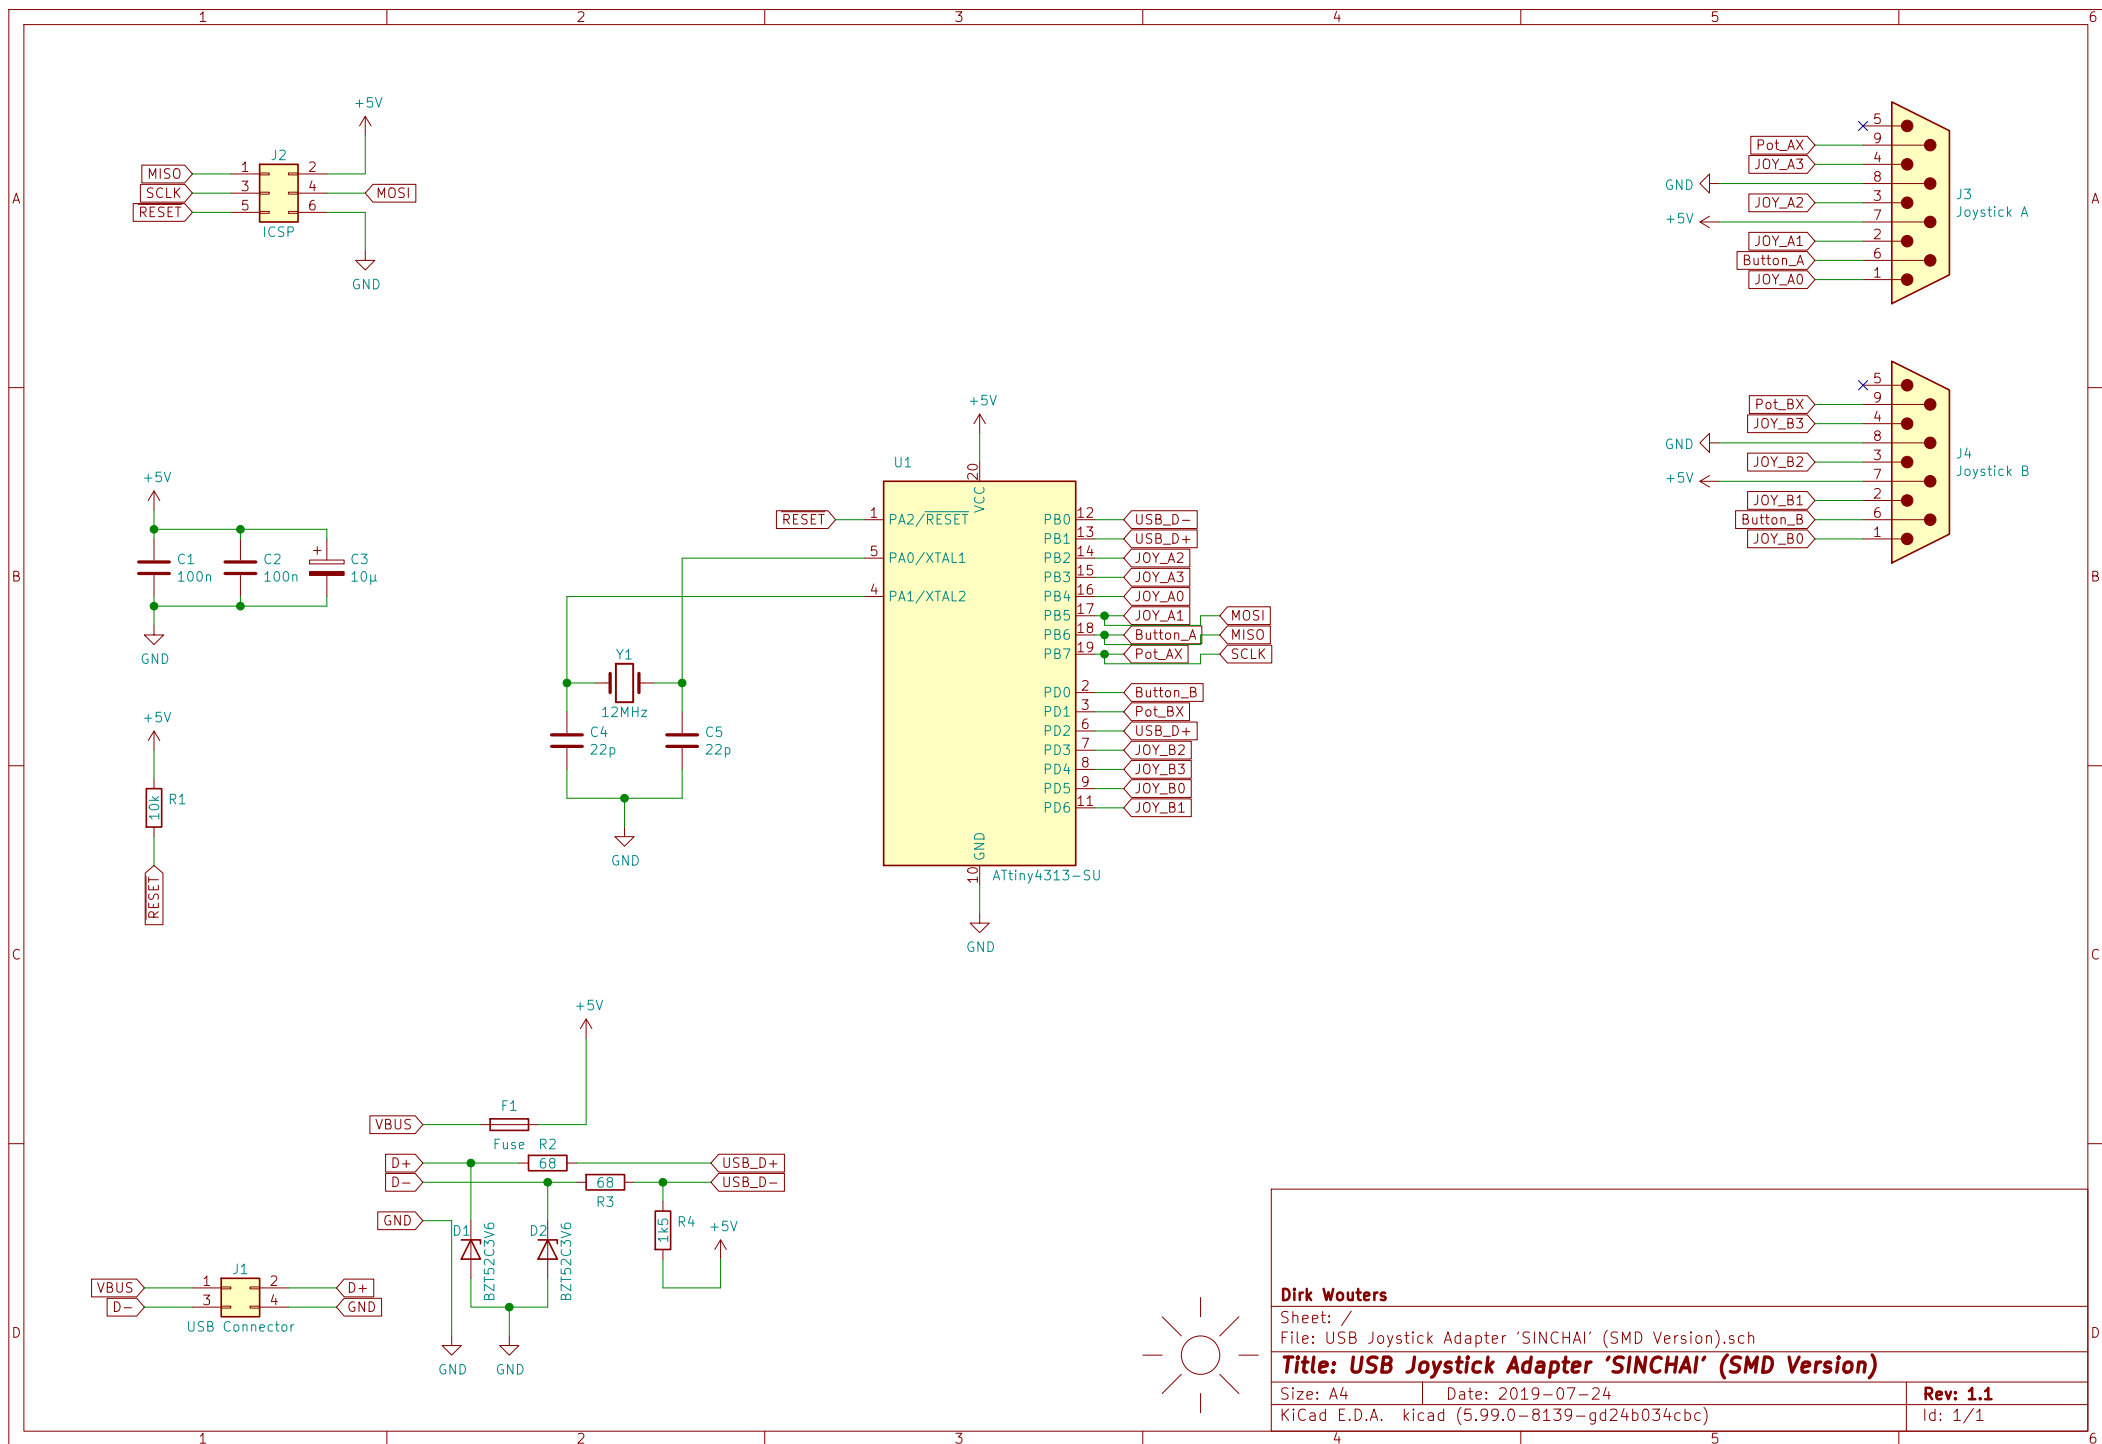 1 2 3 4 5 6
A
B
C
D
A
B
C
D
1 2 3 4 5 6
+5V
J2
MISO 1 2
SCLK 3 4 MOSI
RESET 5 6
ICSP
GND
+5V
C1
100n
C2
100n
+
C3
10µ
GND
+5V
10k
R1
RESET
Y1
12MHz
C4
22p
C5
22p
GND
+5V
U1
20
VCC
RESET 1 PA2/RESET
5 PA0/XTAL1
4 PA1/XTAL2
PB0 12 USB_D-
PB1 13 USB_D+
PB2 14 JOY_A2
PB3 15 JOY_A3
PB4 16 JOY_A0
PB5 17 JOY_A1 MOSI
PB6 18 Button_A MISO
PB7 19 Pot_AX SCLK
PD0 2 Button_B
PD1 3 Pot_BX
PD2 6 USB_D+
PD3 7 JOY_B2
PD4 8 JOY_B3
PD5 9 JOY_B0
PD6 11 JOY_B1
GND
10
ATtiny4313-SU
GND
5
Pot_AX 9
JOY_A3 4
GND 8
JOY_A2 3
+5V 7
JOY_A1 2
Button_A 6
JOY_A0 1
J3
Joystick A
5
Pot_BX 9
JOY_B3 4
GND 8
JOY_B2 3
+5V 7
JOY_B1 2
Button_B 6
JOY_B0 1
J4
Joystick B
+5V
F1
VBUS
Fuse
R2
D+ 68 USB_D+
D- 68 USB_D-
R3
GND
D1
BZT52C3V6
D2
BZT52C3V6
1k5
R4
+5V
GND
GND
J1
VBUS 1 2 D+
D- 3 4 GND
USB Connector
Dirk Wouters
Sheet: /
File: USB Joystick Adapter 'SINCHAI' (SMD Version).sch
Title: USB Joystick Adapter 'SINCHAI' (SMD Version)
Size: A4 Date: 2019-07-24 Rev: 1.1
KiCad E.D.A. kicad (5.99.0-8139-gd24b034cbc) Id: 1/1